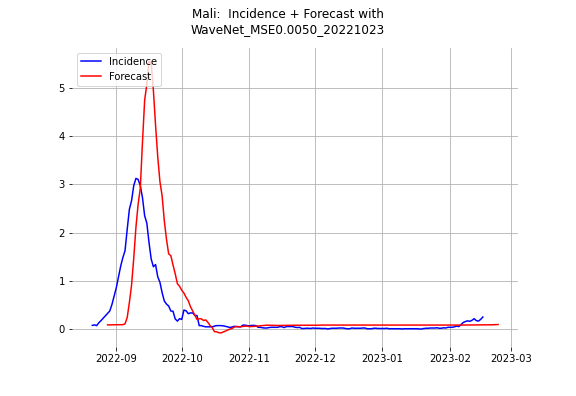 Mali:  Incidence + Forecast with
WaveNet_MSE0.0050_20221023
Incidence
Forecast
5
4
3
2
1
0
2022-09 2022-10 2022-11 2022-12 2023-01 2023-02 2023-03